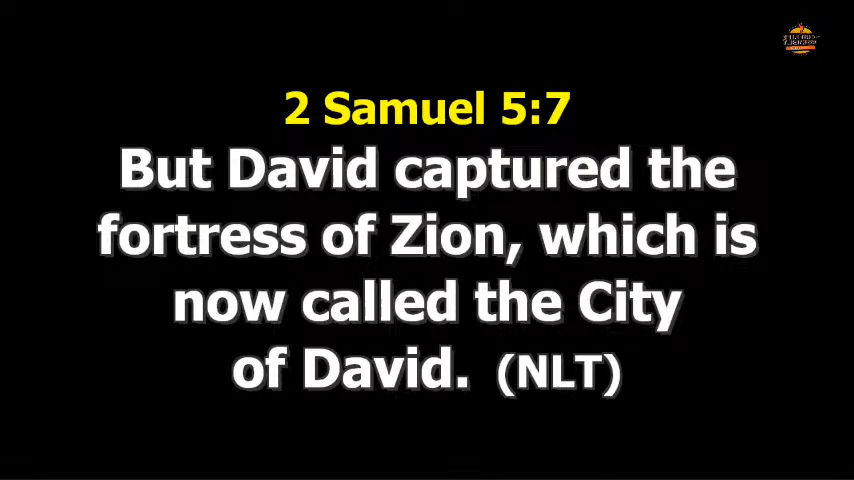 2 Samuel 5:7
But David captured the
fortress of Zion, which is
now called the City
of David. (NLT)